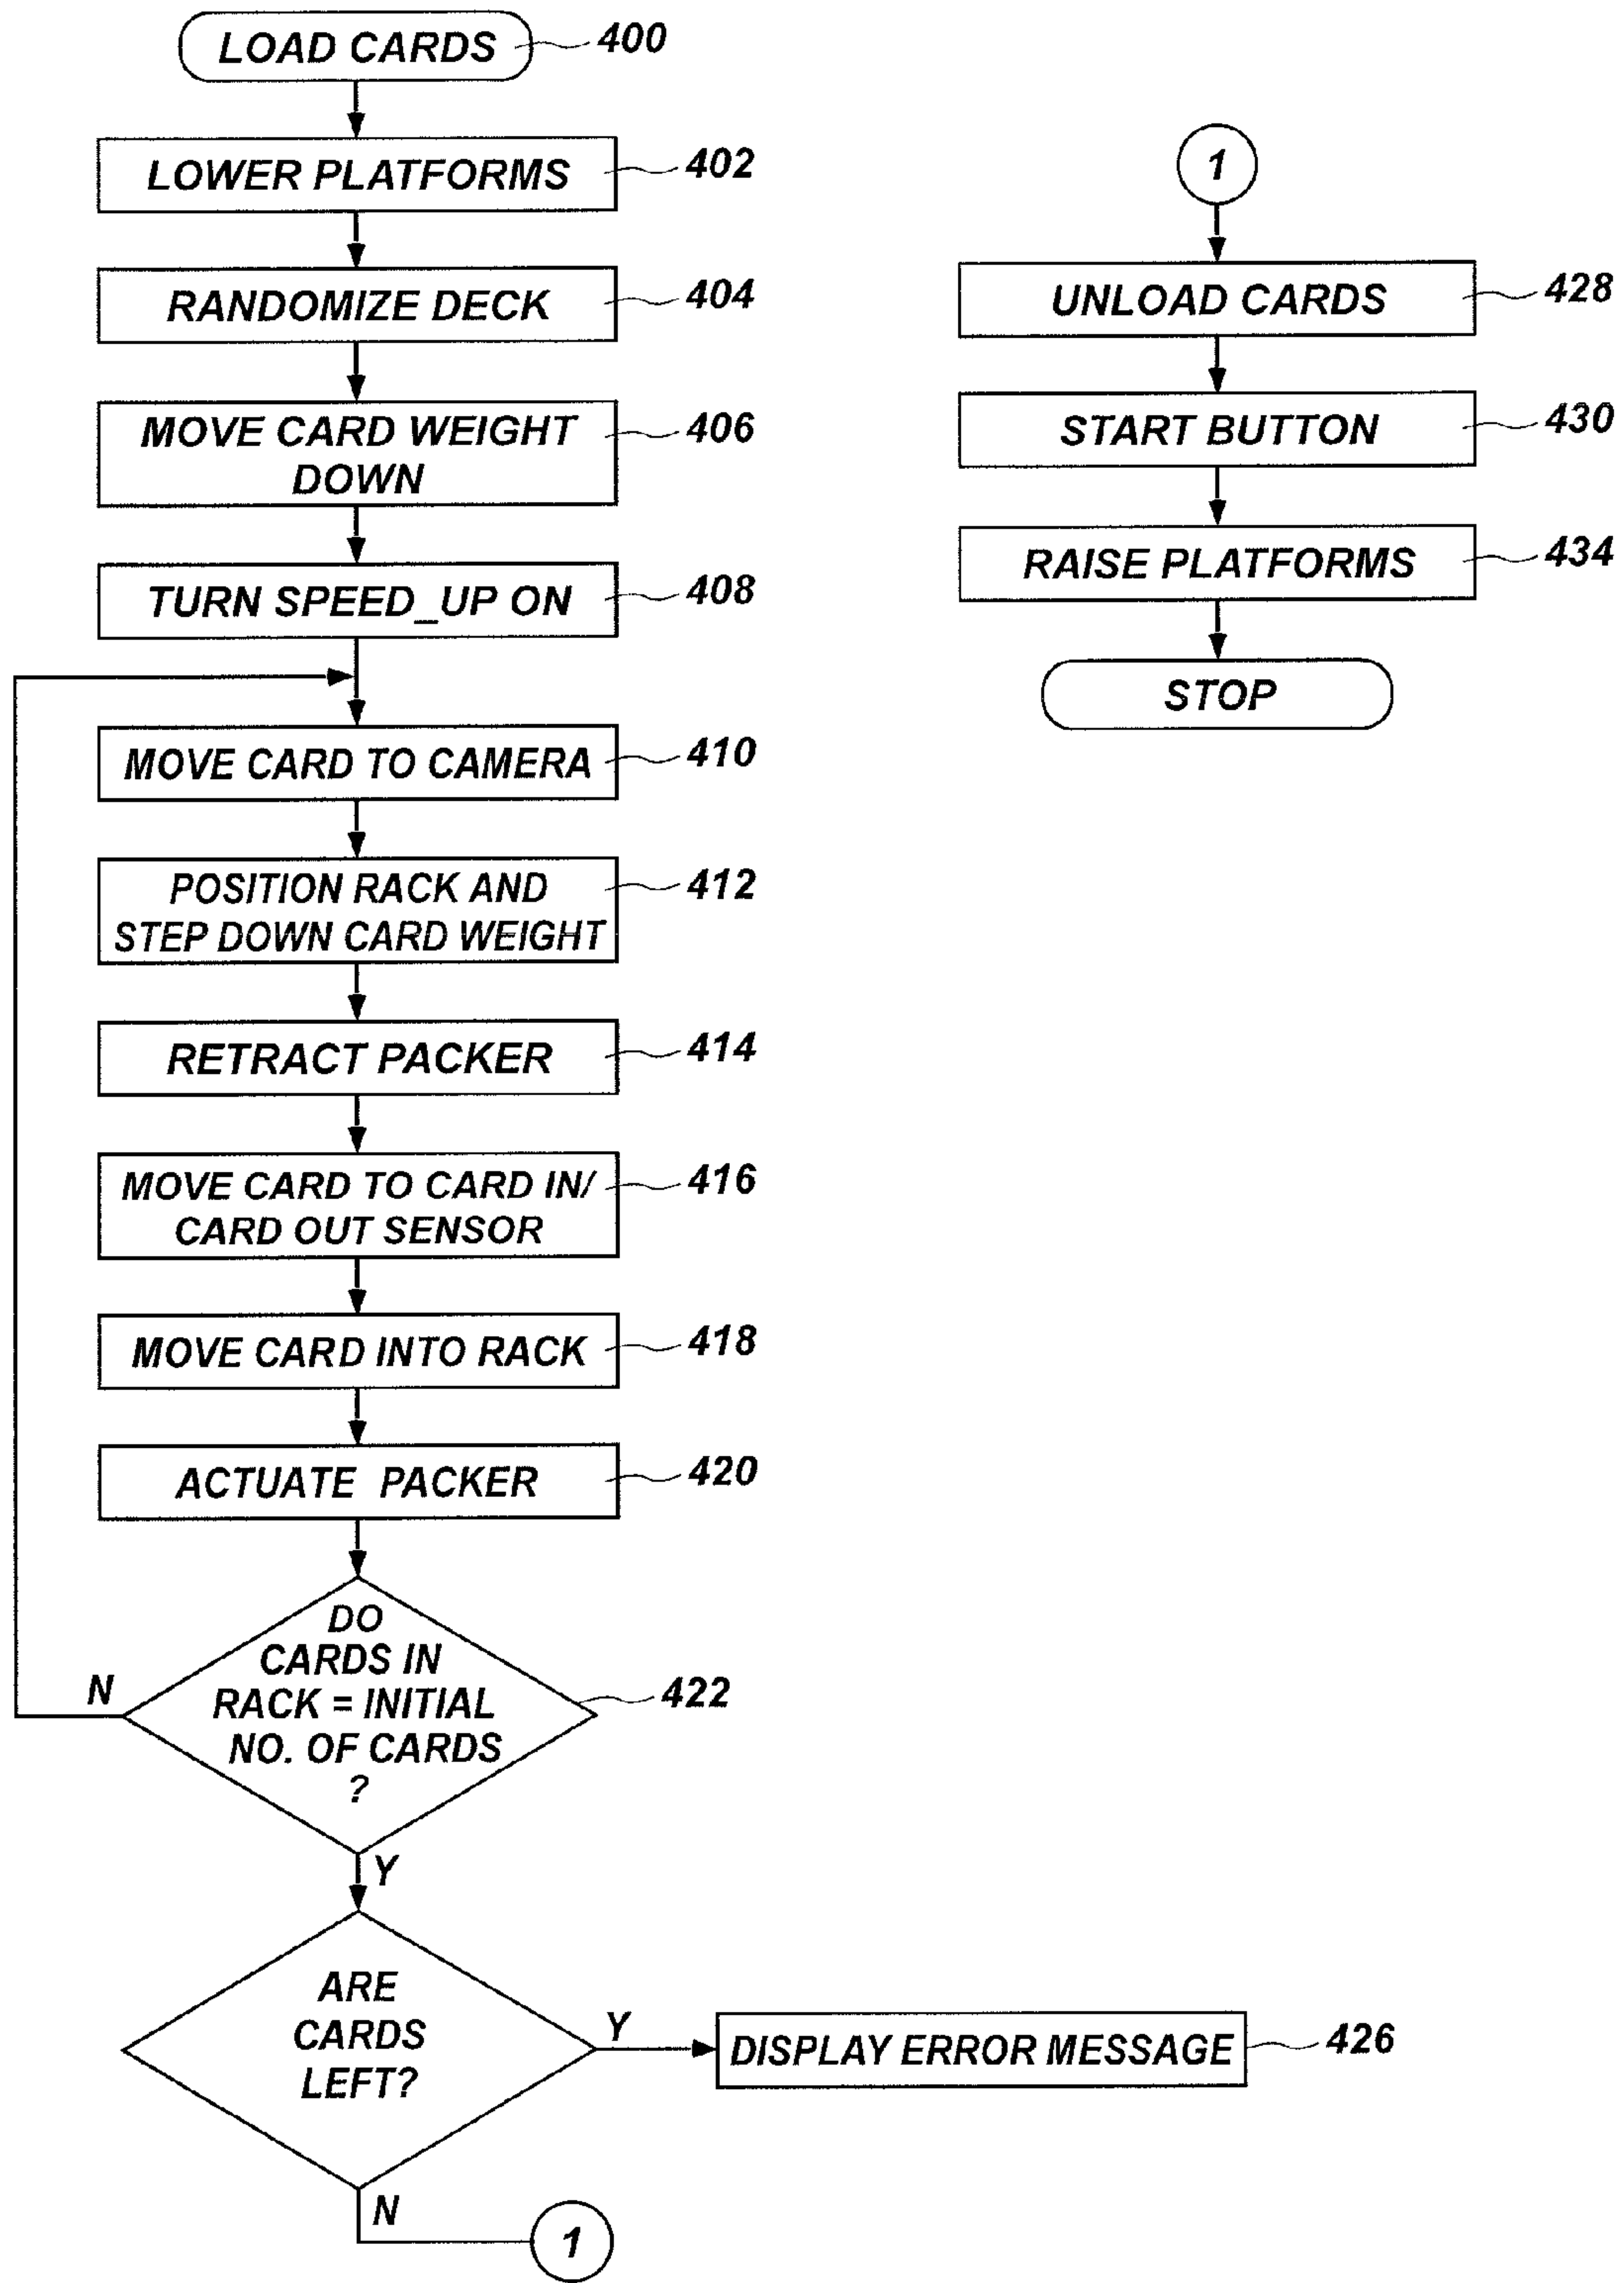 LOAD CARDS 400
LOWER PLATFORMS 402
RANDOMIZE DECK 404
MOVE CARD WEIGHT 406
DOWN
TURN SPEED_UP ON 408
MOVE CARD TO CAMERA 410
POSITION RACK AND 412
STEP DOWN CARD WEIGHT
RETRACT PACKER 414
MOVE CARD TO CARD IN/ 416
CARD OUT SENSOR
MOVE CARD INTO RACK 418
ACTUATE PACKER 420
DO
CARDS IN
RACK = INITIAL 422
NO. OF CARDS
?
N
Y
ARE
CARDS
LEFT?
Y
DISPLAY ERROR MESSAGE 426
N
1
1
UNLOAD CARDS 428
START BUTTON 430
RAISE PLATFORMS 434
STOP